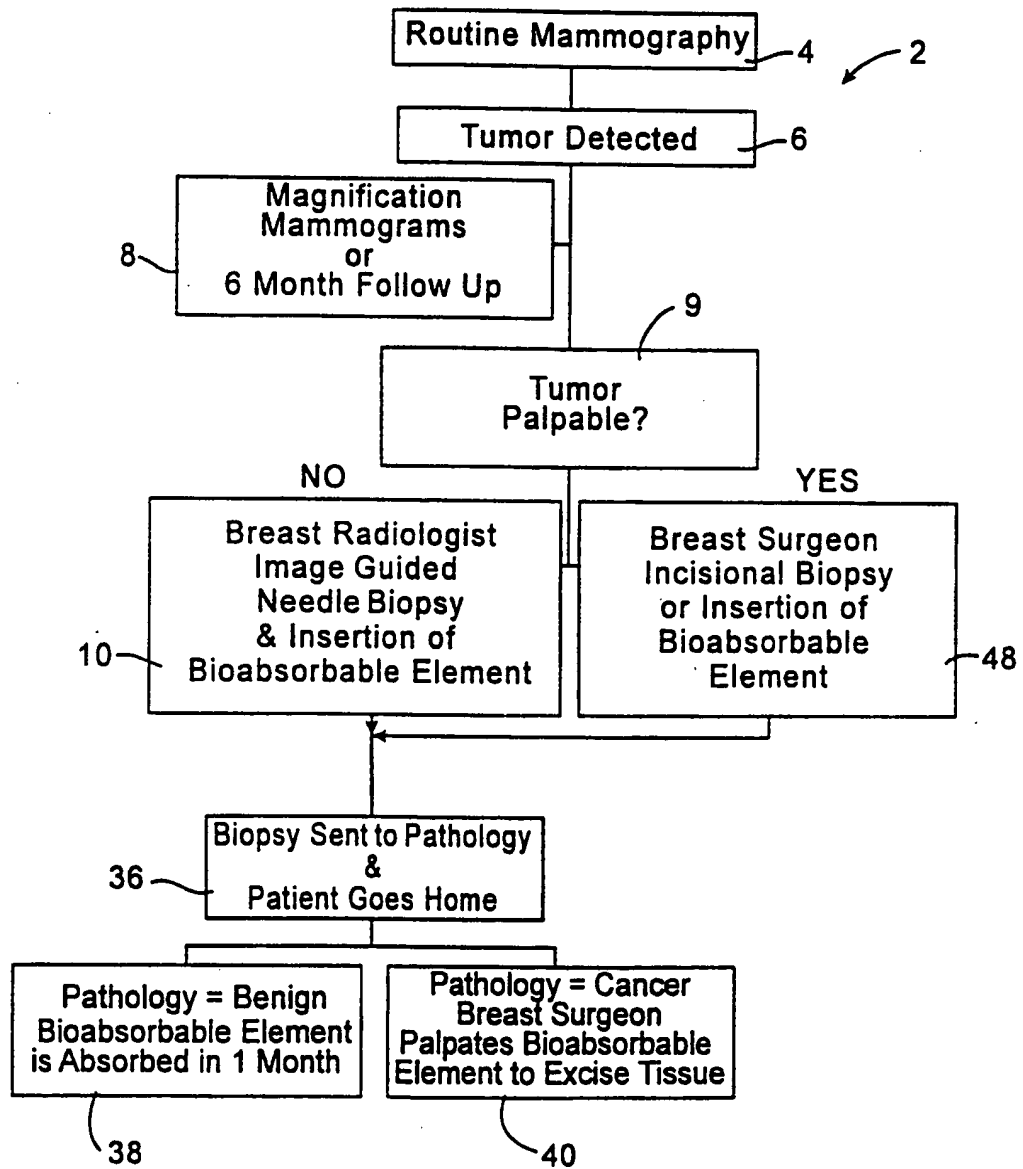 Routine Mammography
4
2
Tumor Detected
6
Magnification
Mammograms
or
6 Month Follow Up
8
9
Tumor
Palpable?
NO
YES
Breast Radiologist
Image Guided
Needle Biopsy
& Insertion of
Bioabsorbable Element
10
Breast Surgeon
Incisional Biopsy
or Insertion of
Bioabsorbable
Element
48
Biopsy Sent to Pathology
&
Patient Goes Home
36
Pathology = Benign
Bioabsorbable Element
is Absorbed in 1 Month
38
Pathology = Cancer
Breast Surgeon
Palpates Bioabsorbable
Element to Excise Tissue
40